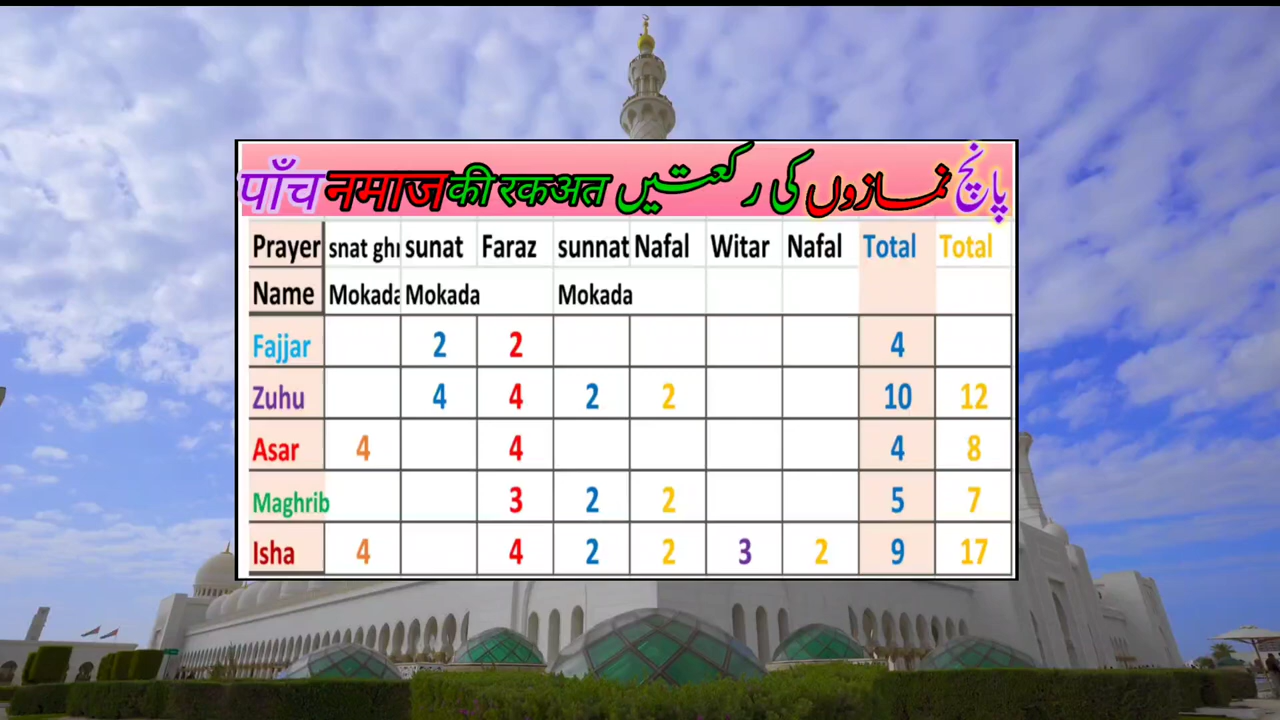 पाँच नमाज की रकअत پانچ نمازوں کی رکعتیں
Prayer snat ghr sunat Faraz sunnat Nafal Witar Nafal Total Total
Name Mokada Mokada Mokada
Fajjar 2 2 4
Zuhu 4 4 2 2 10 12
Asar 4 4 4 8
Maghrib 3 2 2 5 7
Isha 4 4 2 2 3 2 9 17